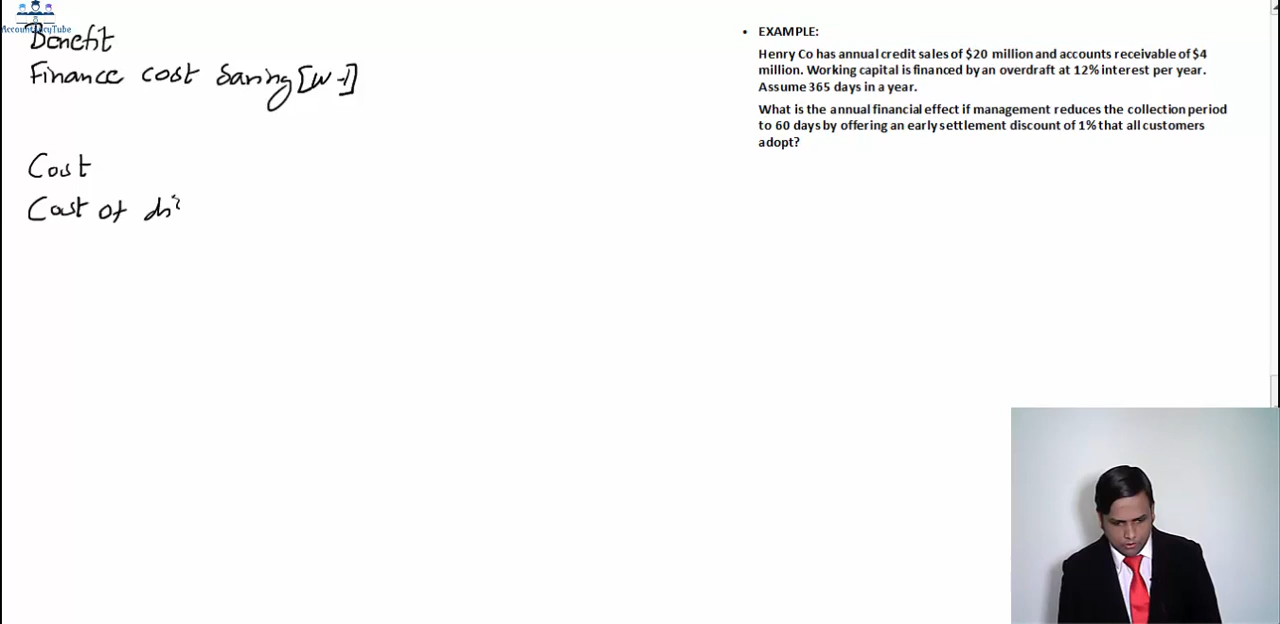 AccountancyTube
Benefit
Finance cost Saving [W-1]
Cost
Cost of dis
• EXAMPLE:
Henry Co has annual credit sales of $20 million and accounts receivable of $4
million. Working capital is financed by an overdraft at 12% interest per year.
Assume 365 days in a year.
What is the annual financial effect if management reduces the collection period
to 60 days by offering an early settlement discount of 1% that all customers
adopt?